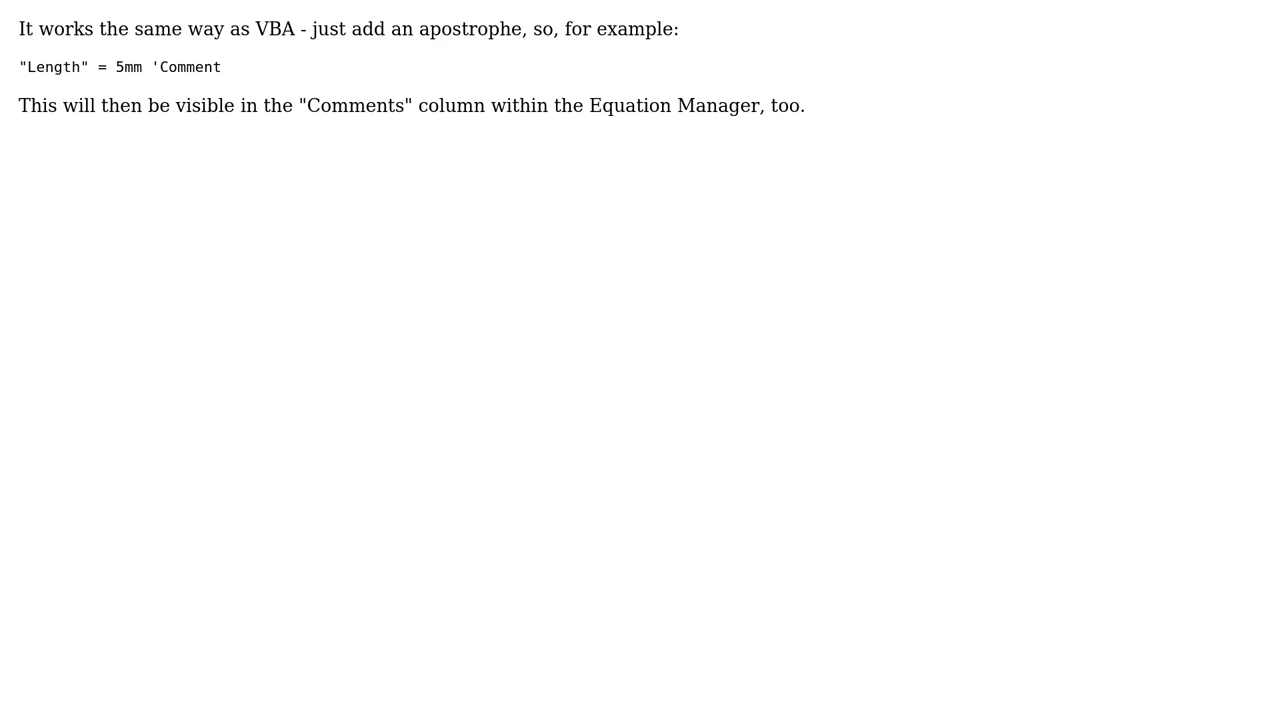 It works the same way as VBA - just add an apostrophe, so, for example:
"Length" = 5mm 'Comment
This will then be visible in the "Comments" column within the Equation Manager, too.